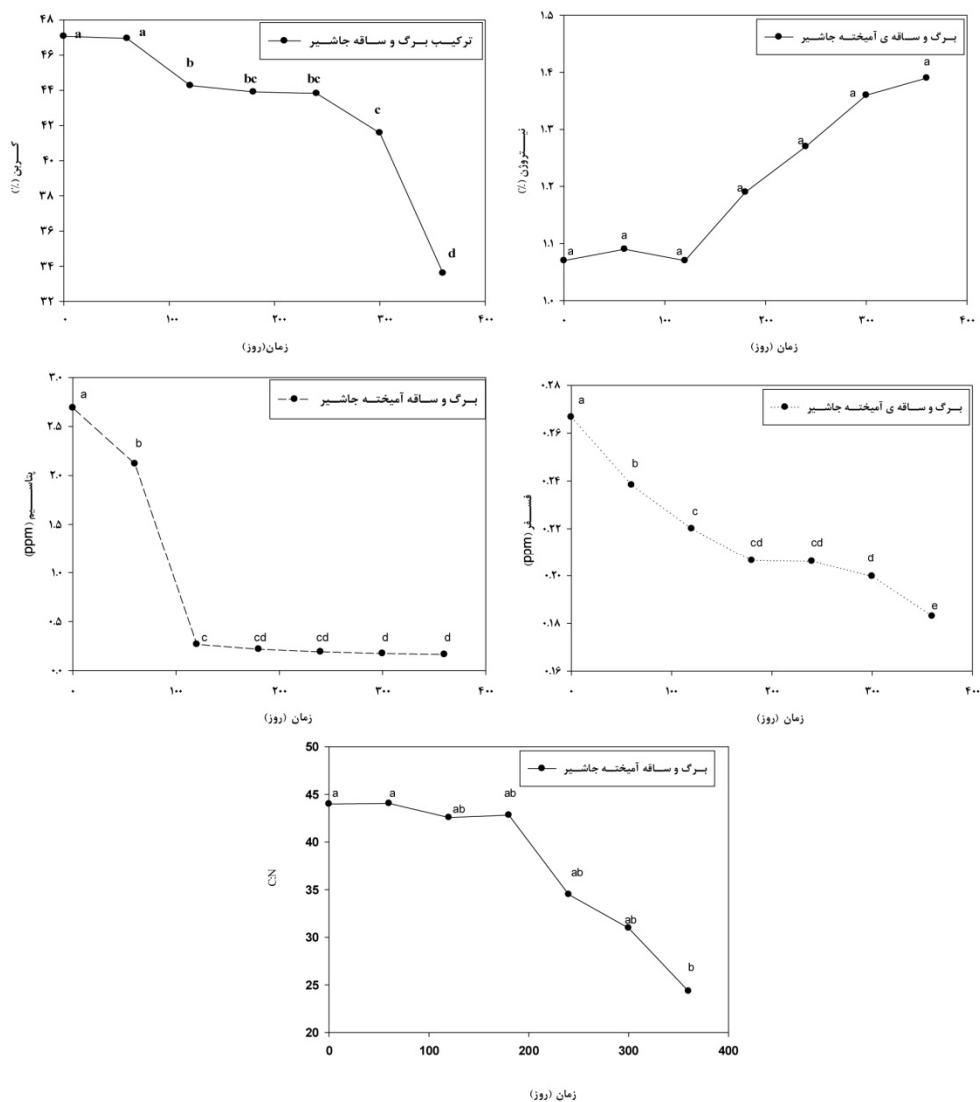 ترکیب برگ و ساقه جاشیر
کربن (٪)
۴۸
۴۶
۴۴
۴۲
۴۰
۳۸
۳۶
۳۴
۳۲
a
a
b
bc
bc
c
d
۰ ۱۰۰ ۲۰۰ ۳۰۰ ۴۰۰
زمان(روز)
برگ و ساقه ی آمیخته جاشیر
نیتروژن (٪)
۱.۵
۱.۴
۱.۳
۱.۲
۱.۱
۱.۰
a
a
a
a
a
a
a
۰ ۱۰۰ ۲۰۰ ۳۰۰ ۴۰۰
زمان (روز)
برگ و ساقه آمیخته جاشیر
پتاسیم (ppm)
۳.۰
۲.۵
۲.۰
۱.۵
۱.۰
۰.۵
۰.۰
a
b
c
cd
cd
d
d
۰ ۱۰۰ ۲۰۰ ۳۰۰ ۴۰۰
زمان (روز)
برگ و ساقه ی آمیخته جاشیر
فسفر (ppm)
۰.۲۸
۰.۲۶
۰.۲۴
۰.۲۲
۰.۲۰
۰.۱۸
۰.۱۶
a
b
c
cd
cd
d
e
۰ ۱۰۰ ۲۰۰ ۳۰۰ ۴۰۰
زمان (روز)
برگ و ساقه آمیخته جاشیر
C:N
50
45
40
35
30
25
20
a
a
ab
ab
ab
ab
b
0 100 200 300 400
زمان (روز)